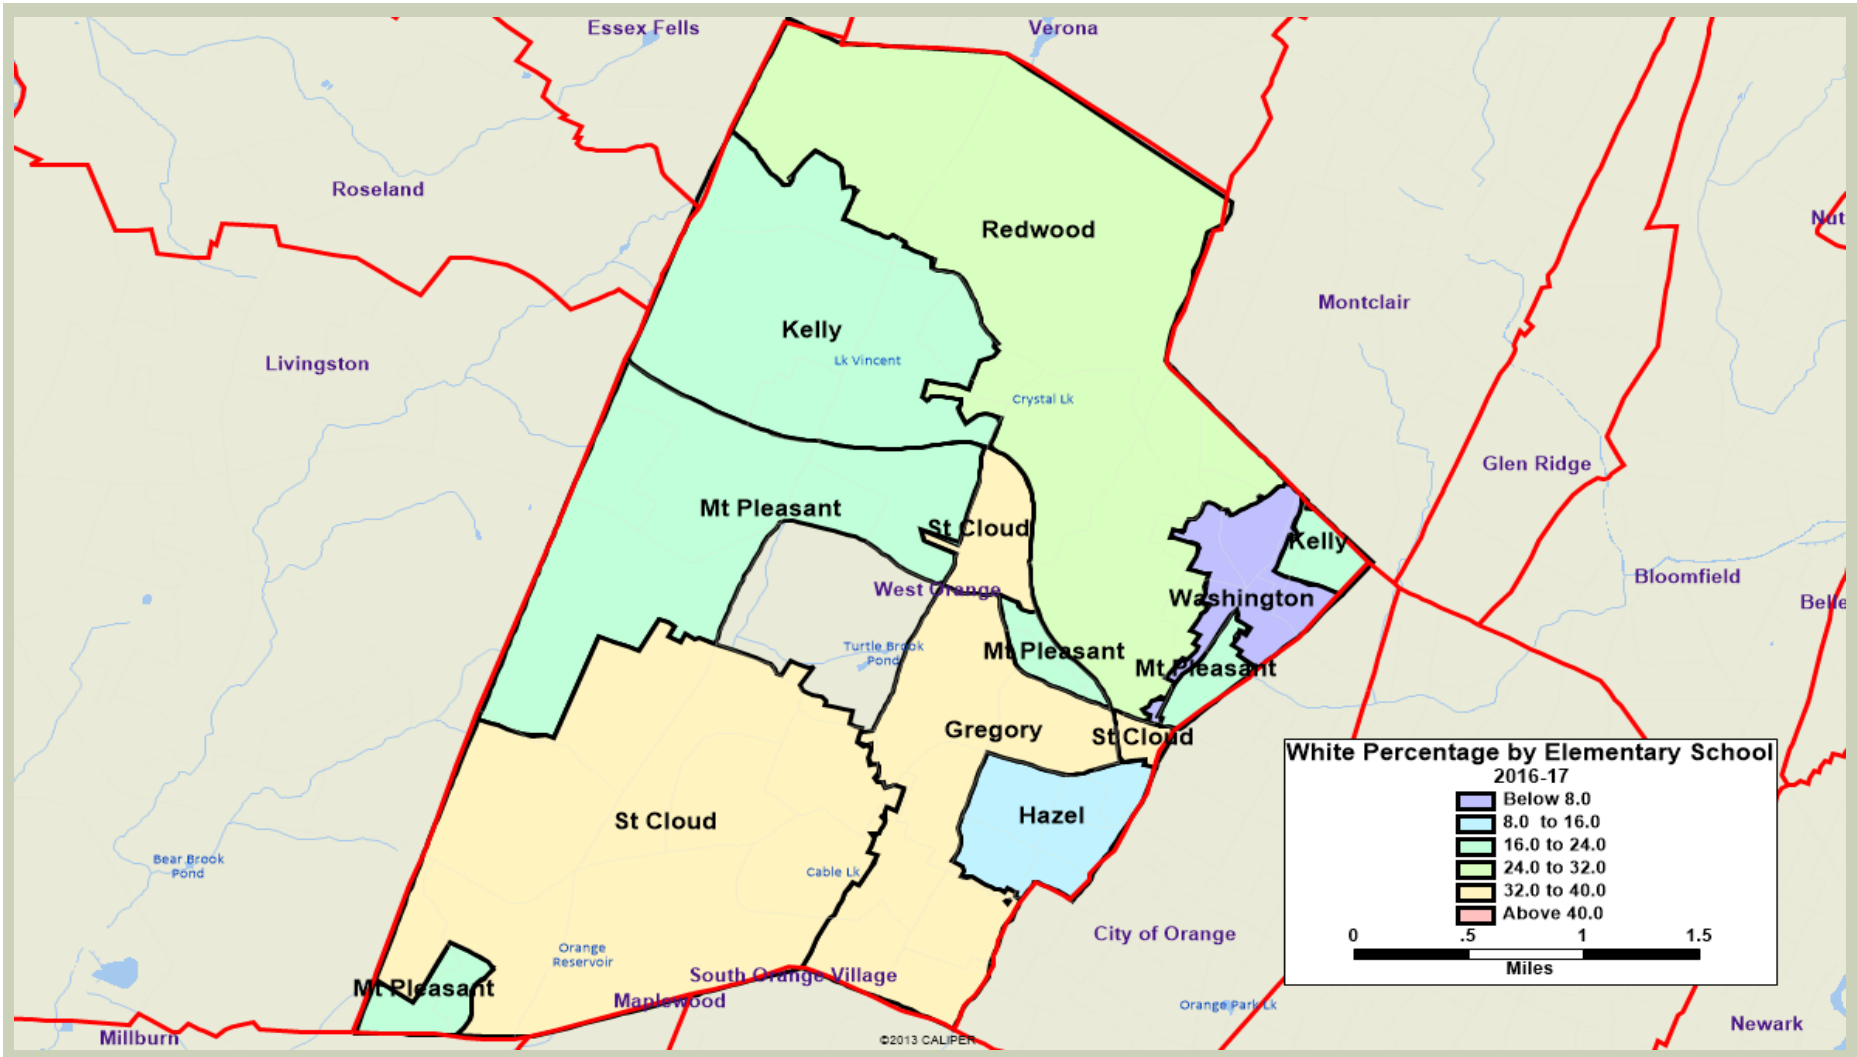 Essex Fells
Verona
Roseland
Nut
Redwood
Montclair
Kelly
Lk Vincent
Livingston
Crystal Lk
Glen Ridge
Mt Pleasant
St Cloud
Kelly
Bloomfield
West Orange
Washington
Belle
Turtle Brook
Pond
Mt Pleasant
Mt Pleasant
Gregory
St Cloud
White Percentage by Elementary School
2016-17
Below 8.0
8.0 to 16.0
16.0 to 24.0
24.0 to 32.0
32.0 to 40.0
Above 40.0
0 .5 1 1.5
Miles
Hazel
St Cloud
Bear Brook
Pond
Cable Lk
City of Orange
Orange
Reservoir
South Orange Village
Mt Pleasant
Maplewood
Orange Park Lk
Newark
Millburn
©2013 CALIPER